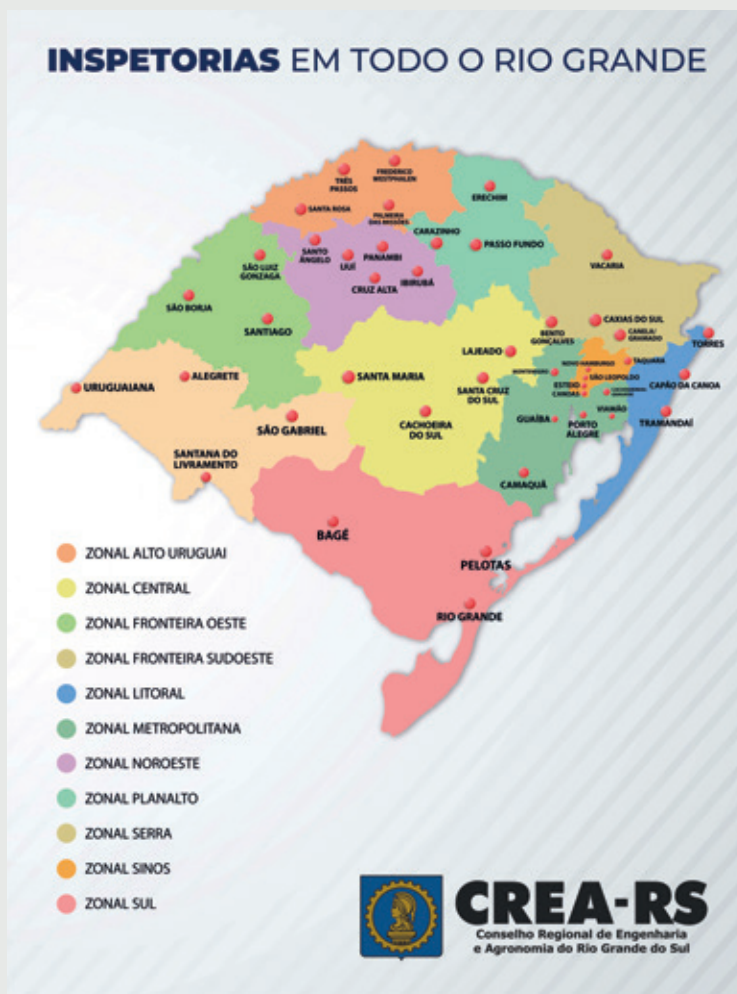 INSPETORIAS EM TODO O RIO GRANDE
TRÊS
PASSOS
FREDERICO
WESTPHALEN
ERECHIM
SANTA ROSA
PALMEIRA
DAS MISSÕES
CARAZINHO
PASSO FUNDO
SANTO
ÂNGELO
IJUÍ
PANAMBI
SÃO LUIZ
GONZAGA
CRUZ ALTA
IBIRUBÁ
VACARIA
SÃO BORJA
SANTIAGO
BENTO
GONÇALVES
CAXIAS DO SUL
CANELA/
GRAMADO
TORRES
LAJEADO
NOVO HAMBURGO
TAQUARA
MONTENEGRO
SÃO LEOPOLDO
URUGUAIANA
ALEGRETE
SANTA MARIA
SANTA CRUZ
DO SUL
ESTEIO
CANOAS
CAPÃO DA CANOA
SÃO GABRIEL
CACHOEIRA
DO SUL
GUAÍBA
PORTO
ALEGRE
VIAMÃO
TRAMANDAÍ
SANTANA DO
LIVRAMENTO
CAMAQUÃ
BAGÉ
PELOTAS
RIO GRANDE
ZONAL ALTO URUGUAI
ZONAL CENTRAL
ZONAL FRONTEIRA OESTE
ZONAL FRONTEIRA SUDOESTE
ZONAL LITORAL
ZONAL METROPOLITANA
ZONAL NOROESTE
ZONAL PLANALTO
ZONAL SERRA
ZONAL SINOS
ZONAL SUL
CREA-RS
Conselho Regional de Engenharia
e Agronomia do Rio Grande do Sul